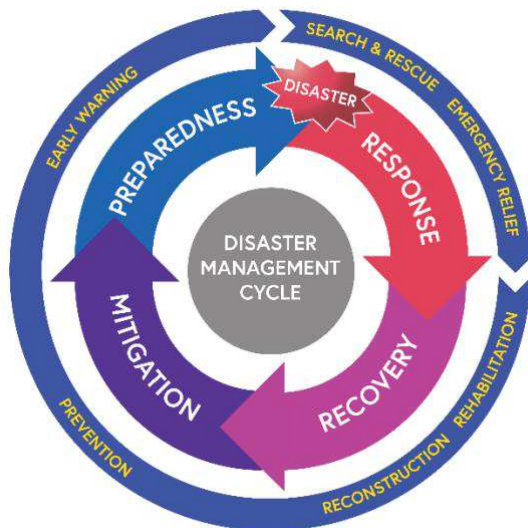 DISASTER
MANAGEMENT
CYCLE
DISASTER
PREPAREDNESS
RESPONSE
RECOVERY
MITIGATION
EARLY WARNING
SEARCH & RESCUE
EMERGENCY RELIEF
REHABILITATION
RECONSTRUCTION
PREVENTION